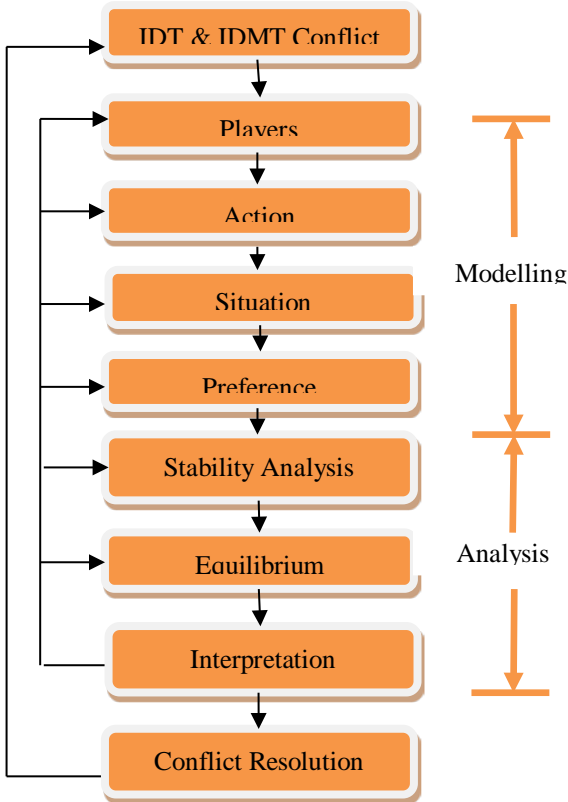 IDT & IDMT Conflict
Players
Action
Situation
Preference
Stability Analysis
Equilibrium
Interpretation
Conflict Resolution
Modelling
Analysis